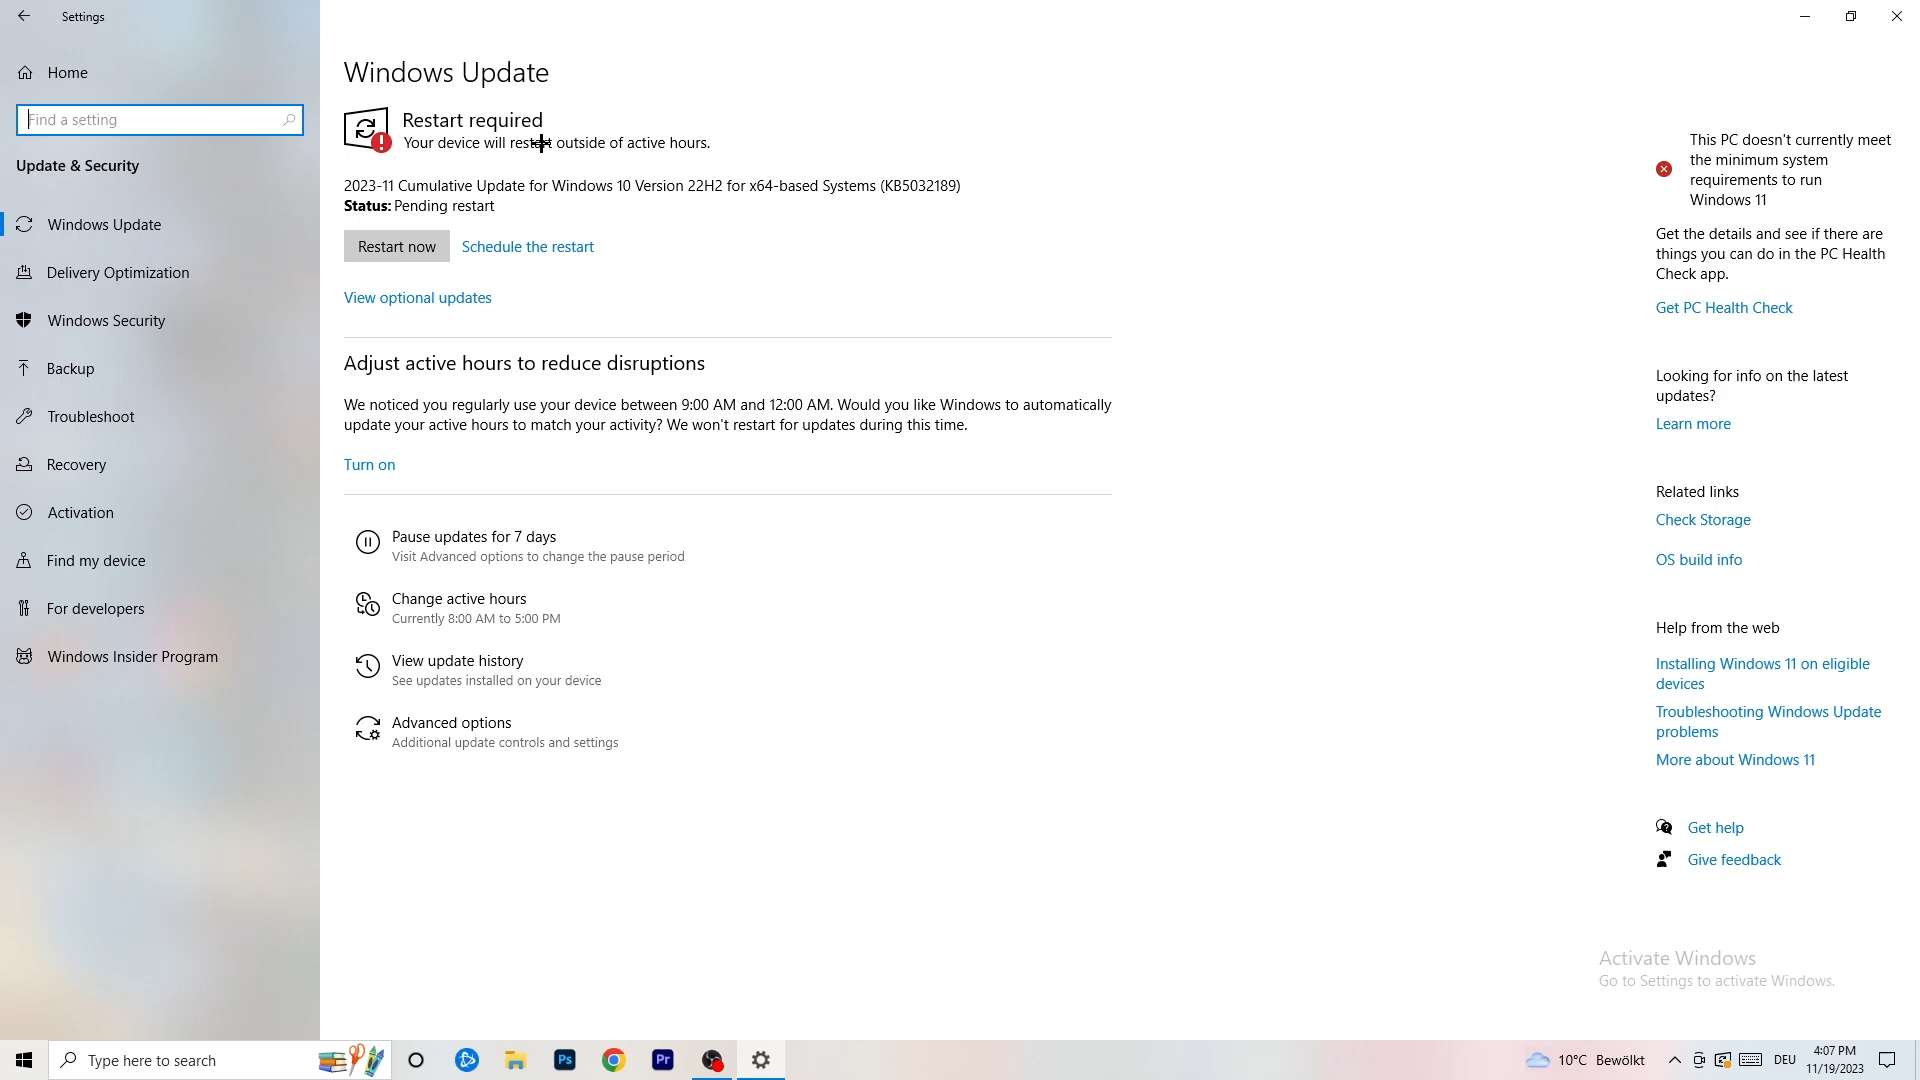 Settings
Home
Find a setting
Update & Security
Windows Update
Delivery Optimization
Windows Security
Backup
Troubleshoot
Recovery
Activation
Find my device
For developers
Windows Insider Program
Windows Update
Restart required
Your device will restart outside of active hours.
2023-11 Cumulative Update for Windows 10 Version 22H2 for x64-based Systems (KB5032189)
Status: Pending restart
Restart now
Schedule the restart
View optional updates
Adjust active hours to reduce disruptions
We noticed you regularly use your device between 9:00 AM and 12:00 AM. Would you like Windows to automatically
update your active hours to match your activity? We won't restart for updates during this time.
Turn on
Pause updates for 7 days
Visit Advanced options to change the pause period
Change active hours
Currently 8:00 AM to 5:00 PM
View update history
See updates installed on your device
Advanced options
Additional update controls and settings
This PC doesn't currently meet
the minimum system
requirements to run
Windows 11
Get the details and see if there are
things you can do in the PC Health
Check app.
Get PC Health Check
Looking for info on the latest
updates?
Learn more
Related links
Check Storage
OS build info
Help from the web
Installing Windows 11 on eligible
devices
Troubleshooting Windows Update
problems
More about Windows 11
Get help
Give feedback
Activate Windows
Go to Settings to activate Windows.
Type here to search
Ps
Pr
10°C Bewölkt
DEU
4:07 PM
11/19/2023